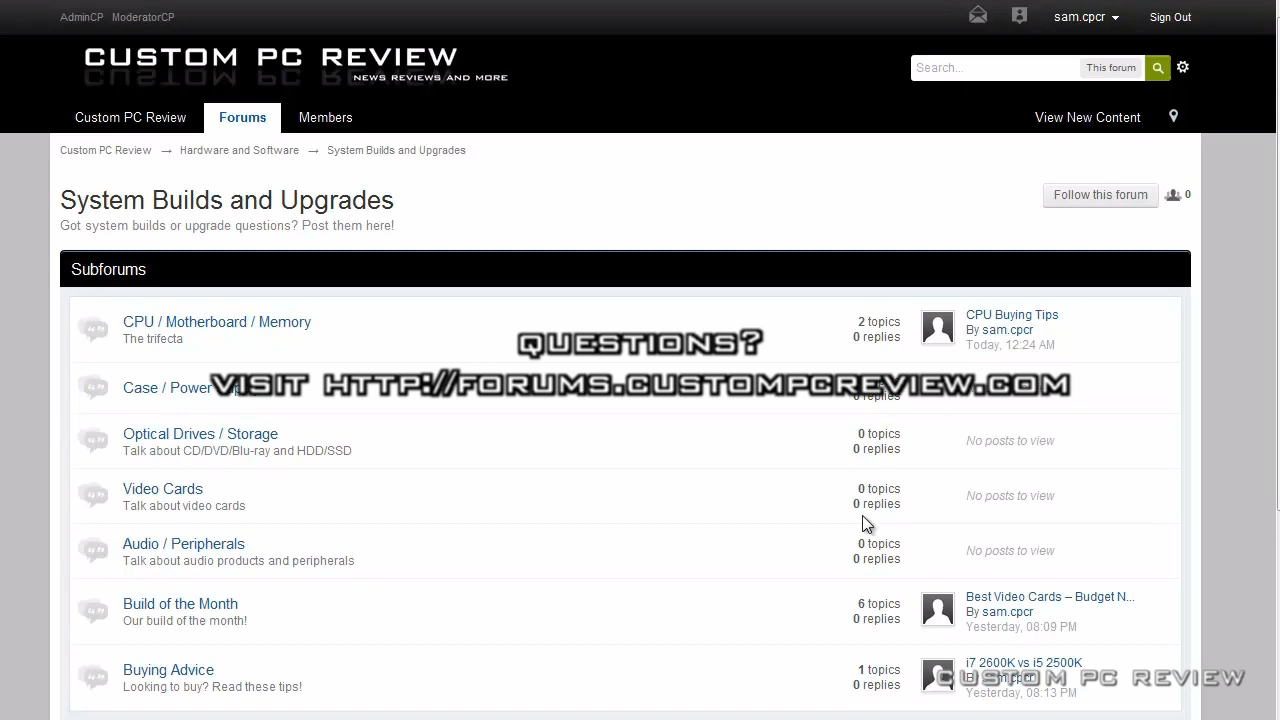 AdminCP ModeratorCP sam.cpcr Sign Out
CUSTOM PC REVIEW
NEWS REVIEWS AND MORE
Search... This forum
Custom PC Review Forums Members View New Content
Custom PC Review → Hardware and Software → System Builds and Upgrades
System Builds and Upgrades
Follow this forum 0
Got system builds or upgrade questions? Post them here!
Subforums
CPU / Motherboard / Memory
The trifecta
2 topics
0 replies
CPU Buying Tips
By sam.cpcr
Today, 12:24 AM
QUESTIONS?
VISIT HTTP://FORUMS.CUSTOMPCREVIEW.COM
Case / Power
0 replies
Optical Drives / Storage
Talk about CD/DVD/Blu-ray and HDD/SSD
0 topics
0 replies
No posts to view
Video Cards
Talk about video cards
0 topics
0 replies
No posts to view
Audio / Peripherals
Talk about audio products and peripherals
0 topics
0 replies
No posts to view
Build of the Month
Our build of the month!
6 topics
0 replies
Best Video Cards – Budget N...
By sam.cpcr
Yesterday, 08:09 PM
Buying Advice
Looking to buy? Read these tips!
1 topics
0 replies
i7 2600K vs i5 2500K
By sam.cpcr
Yesterday, 08:13 PM
CUSTOM PC REVIEW